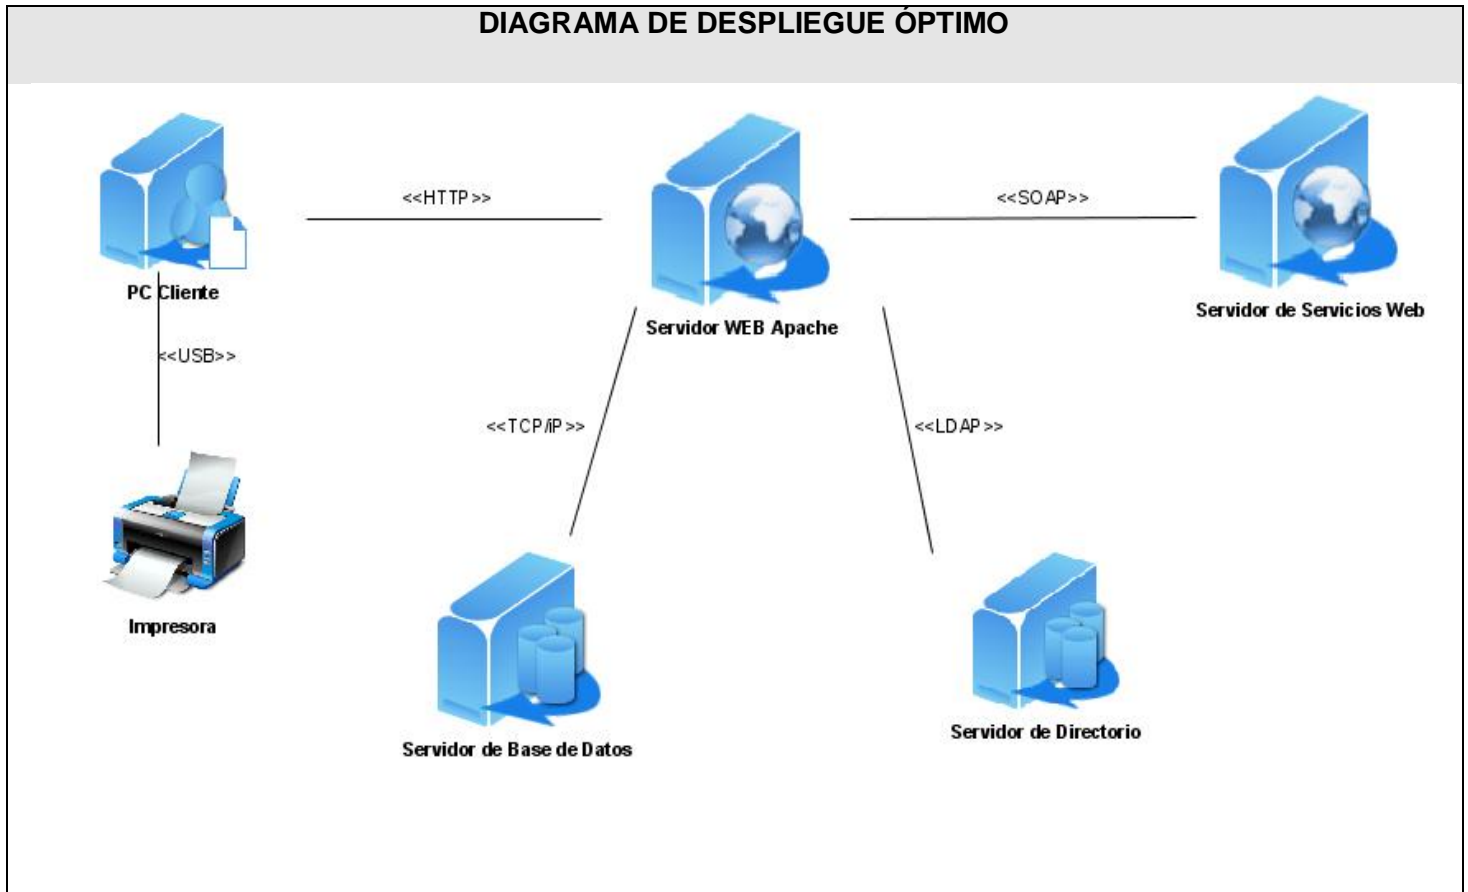 DIAGRAMA DE DESPLIEGUE ÓPTIMO
<<HTTP>>
<<SOAP>>
PC Cliente
Servidor WEB Apache
Servidor de Servicios Web
<<USB>>
<<TCP/iP>>
<<LDAP>>
Impresora
Servidor de Base de Datos
Servidor de Directorio